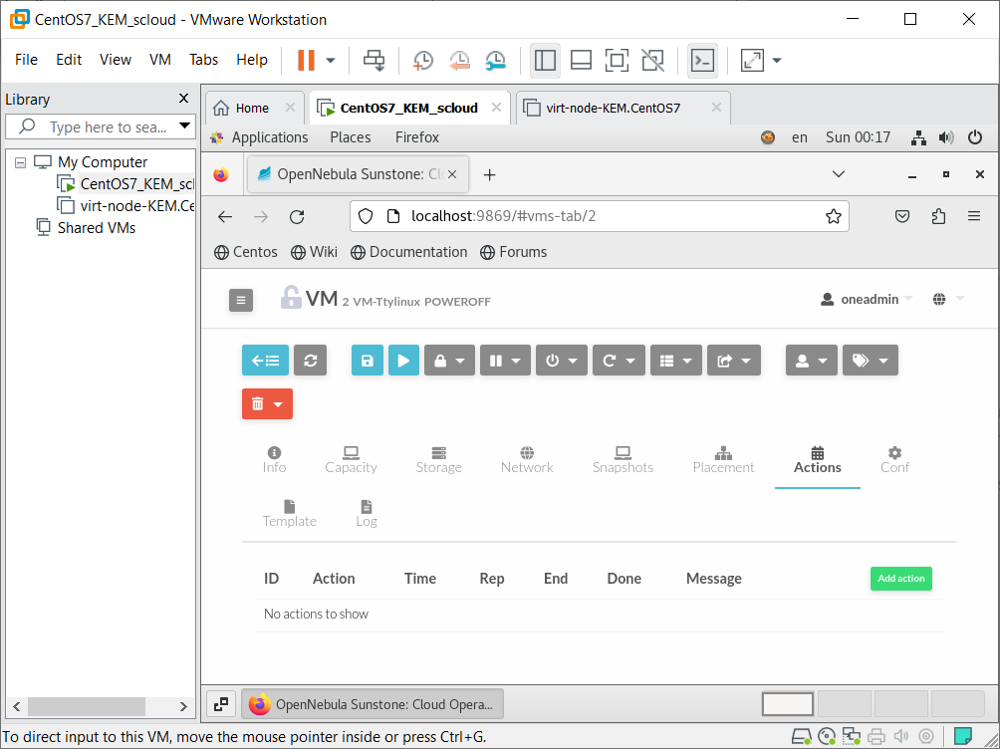 CentOS7_KEM_scloud - VMware Workstation
File Edit View VM Tabs Help
Library
Type here to sea...
My Computer
CentOS7_KEM_scl
virt-node-KEM.Ce
Shared VMs
Home
CentOS7_KEM_scloud
virt-node-KEM.CentOS7
Applications Places Firefox
en Sun 00:17
OpenNebula Sunstone: Cl
localhost:9869/#vms-tab/2
Centos Wiki Documentation Forums
VM 2 VM-Ttylinux POWEROFF
oneadmin
Info Capacity Storage Network Snapshots Placement Actions Conf
Template Log
ID Action Time Rep End Done Message Add action
No actions to show
OpenNebula Sunstone: Cloud Opera...
To direct input to this VM, move the mouse pointer inside or press Ctrl+G.